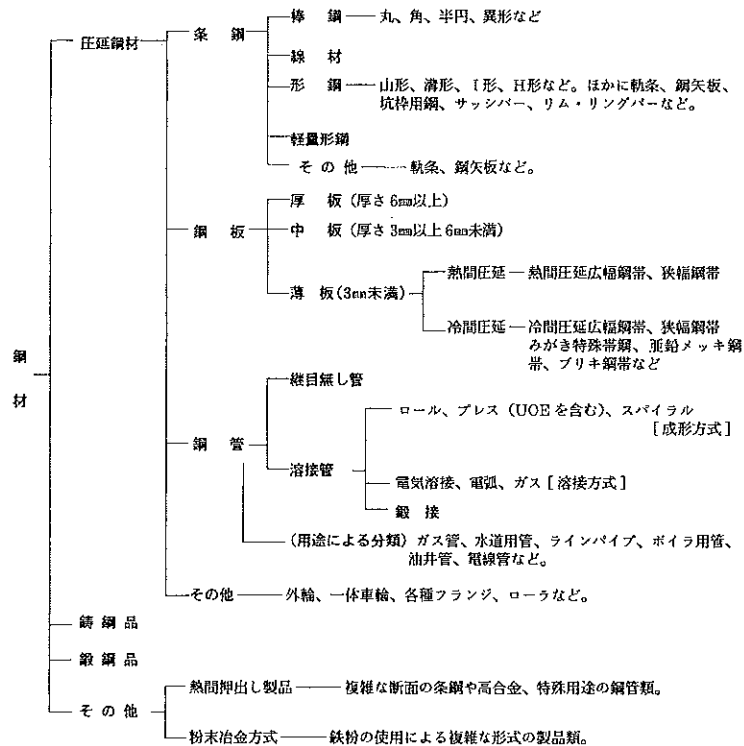 棒鋼 丸、角、半円、異形など
圧延鋼材 条鋼
線材
形鋼 山形、溝形、I形、H形など。ほかに軌条、鋼矢板、
坑枠用鋼、サッシバー、リム・リングバーなど。
軽量形鋼
その他 軌条、鋼矢板など。
厚板(厚さ6mm以上)
鋼板 中板(厚さ3mm以上6mm未満)
熱間圧延 熱間圧延広幅鋼帯、狭幅鋼帯
薄板(3mm未満)
冷間圧延 冷間圧延広幅鋼帯、狭幅鋼帯
みがき特殊帯鋼、亜鉛メッキ鋼
帯、ブリキ鋼帯など
鋼材
継目無し管
ロール、プレス(UOEを含む)、スパイラル
[成形方式]
鋼管
溶接管
電気溶接、電弧、ガス[溶接方式]
鍛接
(用途による分類)ガス管、水道用管、ラインパイプ、ボイラ用管、
油井管、電線管など。
その他 外輪、一体車輪、各種フランジ、ローラなど。
鋳鋼品
鍛鋼品
熱間押出し製品 複雑な断面の条鋼や高合金、特殊用途の鋼管類。
その他
粉末冶金方式 鉄粉の使用による複雑な形式の製品類。